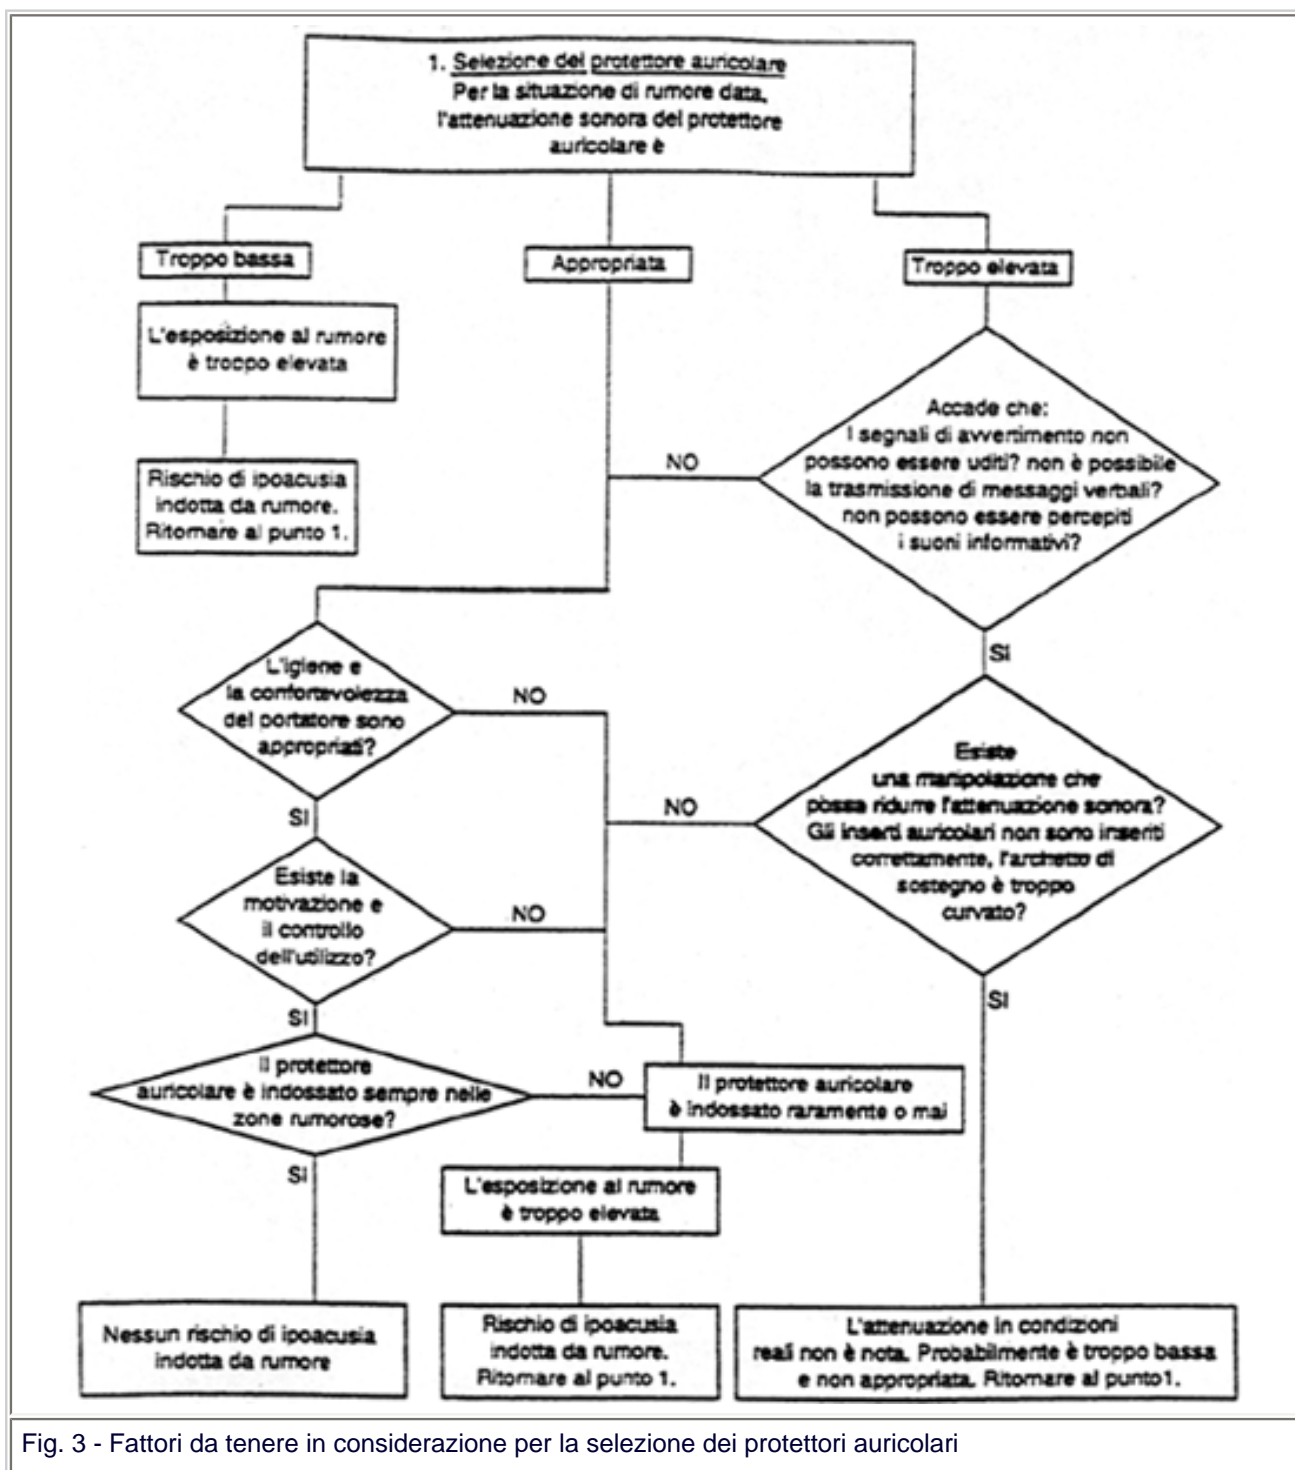 1. Selezione del protettore auricolare
Per la situazione di rumore data,
l'attenuazione sonora del protettore
auricolare è
Troppo bassa
Appropriata
Troppo elevata
L'esposizione al rumore
è troppo elevata
Rischio di ipoacusia
indotta da rumore.
Ritornare al punto 1.
Accade che:
I segnali di avvertimento non
possono essere uditi? non è possibile
la trasmissione di messaggi verbali?
non possono essere percepiti
i suoni informativi?
NO
SI
L'igiene e
la confortevolezza
del portatore sono
appropriati?
NO
SI
Esiste
una manipolazione che
possa ridurre l'attenuazione sonora?
Gli inserti auricolari non sono inseriti
correttamente, l'archetto di
sostegno è troppo
curvato?
NO
SI
Esiste la
motivazione e
il controllo
dell'utilizzo?
NO
SI
Il protettore
auricolare è indossato sempre nelle
zone rumorose?
NO
SI
Il protettore auricolare
è indossato raramente o mai
L'esposizione al rumore
è troppo elevata
Nessun rischio di ipoacusia
indotta da rumore
Rischio di ipoacusia
indotta da rumore.
Ritornare al punto 1.
L'attenuazione in condizioni
reali non è nota. Probabilmente è troppo bassa
e non appropriata. Ritornare al punto1.
Fig. 3 - Fattori da tenere in considerazione per la selezione dei protettori auricolari